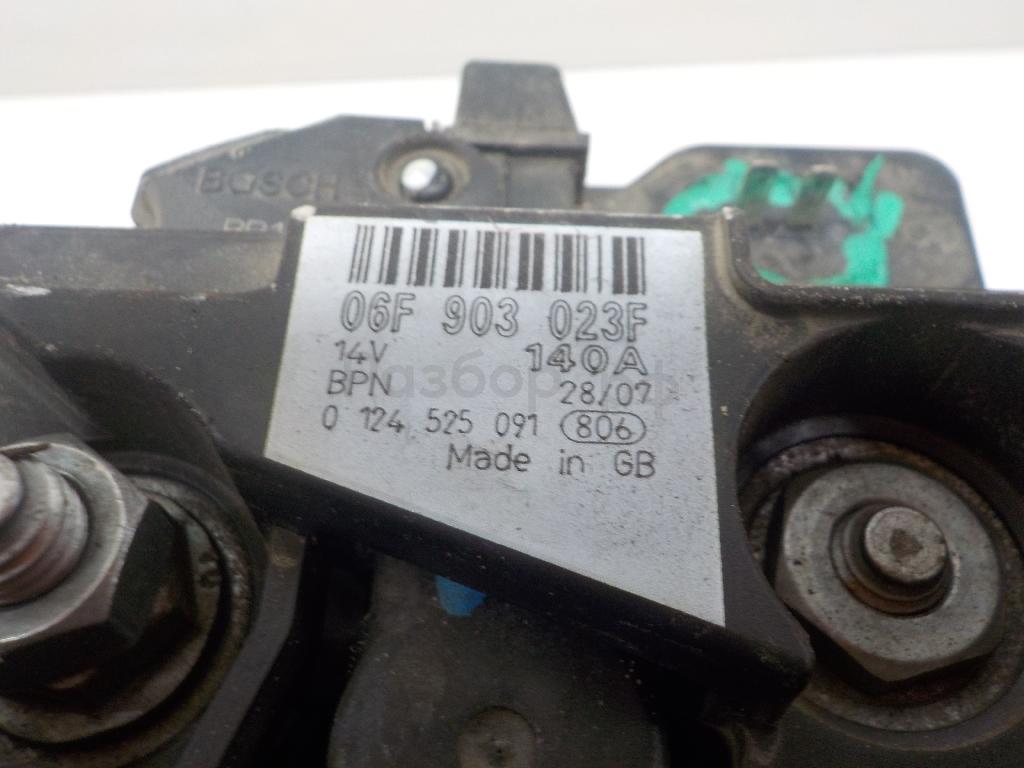 BOSCH
06F 903 023F
14V 140A
BPN 28/07
0 124 525 091 806
Made in GB